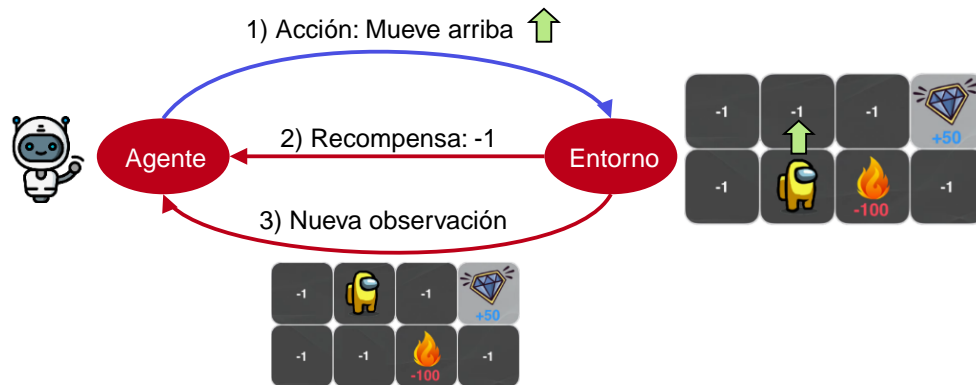 1) Acción: Mueve arriba
Agente
2) Recompensa: -1
Entorno
3) Nueva observación
-1 -1 -1 +50
-1 -100 -1
-1 -1 +50
-1 -1 -100 -1